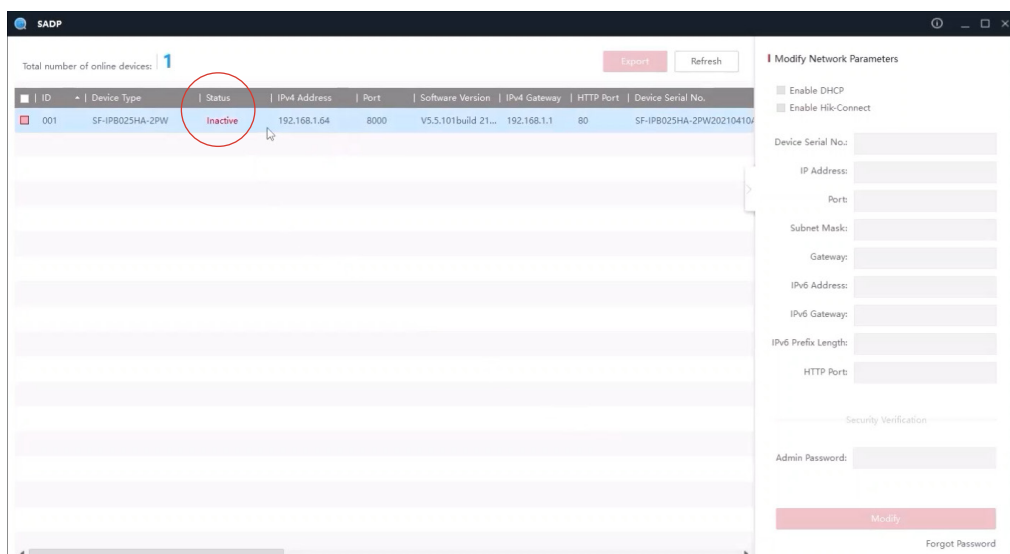 SADP
Total number of online devices: 1
Export
Refresh
ID
Device Type
Status
IPv4 Address
Port
Software Version
IPv4 Gateway
HTTP Port
Device Serial No.
001
SF-IPB025HA-2PW
Inactive
192.168.1.64
8000
V5.5.101build 21...
192.168.1.1
80
SF-IPB025HA-2PW20210410A
Modify Network Parameters
Enable DHCP
Enable Hik-Connect
Device Serial No.:
IP Address:
Port:
Subnet Mask:
Gateway:
IPv6 Address:
IPv6 Gateway:
IPv6 Prefix Length:
HTTP Port:
Security Verification
Admin Password:
Modify
Forgot Password